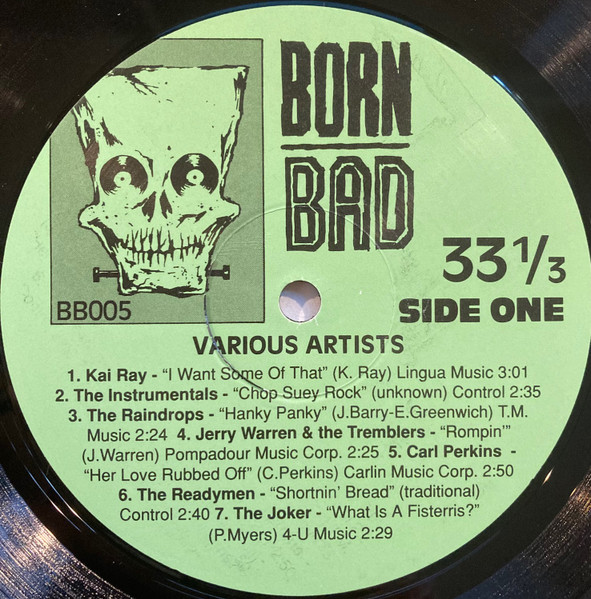 BORN
BAD
33 1/3
BB005
SIDE ONE
VARIOUS ARTISTS
1. Kai Ray - “I Want Some Of That” (K. Ray) Lingua Music 3:01
2. The Instrumentals - “Chop Suey Rock” (unknown) Control 2:35
3. The Raindrops - “Hanky Panky” (J.Barry-E.Greenwich) T.M.
Music 2:24 4. Jerry Warren & the Tremblers - “Rompin’”
(J.Warren) Pompadour Music Corp. 2:25 5. Carl Perkins -
“Her Love Rubbed Off” (C.Perkins) Carlin Music Corp. 2:50
6. The Readymen - “Shortnin’ Bread” (traditional)
Control 2:40 7. The Joker - “What Is A Fisterris?”
(P.Myers) 4-U Music 2:29